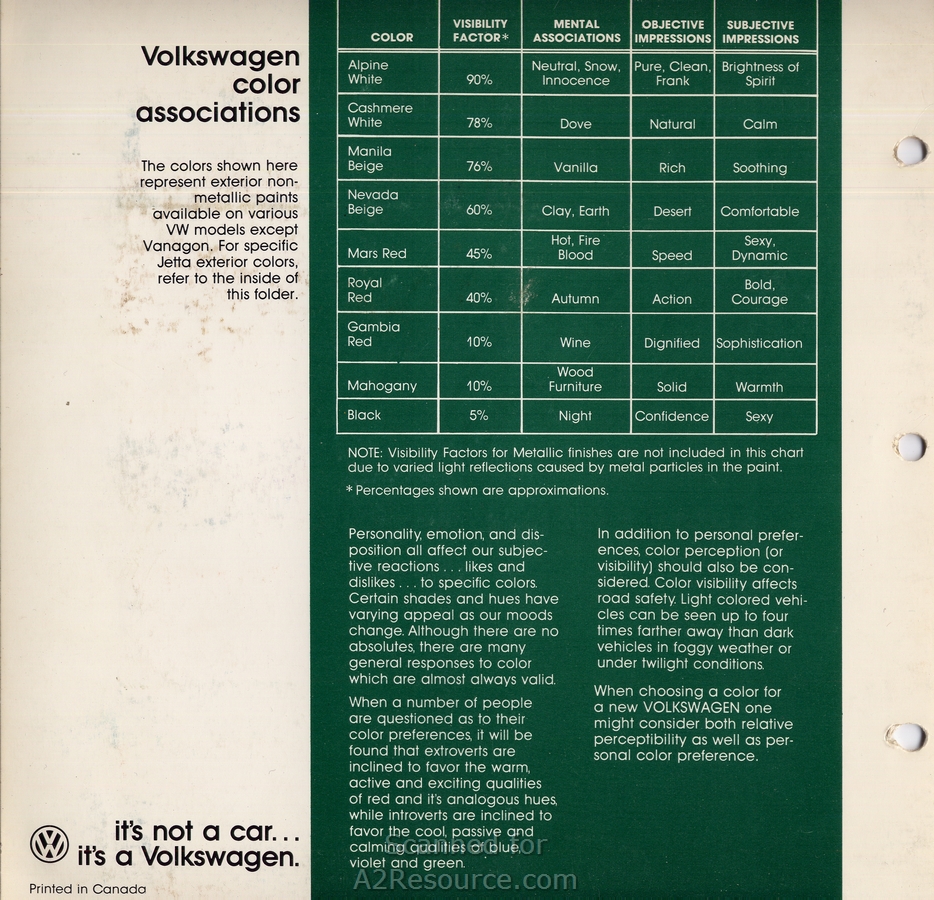 Volkswagen
color
associations
The colors shown here
represent exterior non-
metallic paints
available on various
VW models except
Vanagon. For specific
Jetta exterior colors,
refer to the inside of
this folder.
COLOR VISIBILITY FACTOR* MENTAL ASSOCIATIONS OBJECTIVE IMPRESSIONS SUBJECTIVE IMPRESSIONS
Alpine White 90% Neutral, Snow, Innocence Pure, Clean, Frank Brightness of Spirit
Cashmere White 78% Dove Natural Calm
Manila Beige 76% Vanilla Rich Soothing
Nevada Beige 60% Clay, Earth Desert Comfortable
Mars Red 45% Hot, Fire Blood Speed Sexy, Dynamic
Royal Red 40% Autumn Action Bold, Courage
Gambia Red 10% Wine Dignified Sophistication
Mahogany 10% Wood Furniture Solid Warmth
Black 5% Night Confidence Sexy
NOTE: Visibility Factors for Metallic finishes are not included in this chart
due to varied light reflections caused by metal particles in the paint.
* Percentages shown are approximations.
Personality, emotion, and dis-
position all affect our subjec-
tive reactions . . . likes and
dislikes . . . to specific colors.
Certain shades and hues have
varying appeal as our moods
change. Although there are no
absolutes, there are many
general responses to color
which are almost always valid.
When a number of people
are questioned as to their
color preferences, it will be
found that extroverts are
inclined to favor the warm,
active and exciting qualities
of red and it's analogous hues,
while introverts are inclined to
favor the cool, passive and
calming qualities of blue,
violet and green.
In addition to personal prefer-
ences, color perception (or
visibility) should also be con-
sidered. Color visibility affects
road safety. Light colored vehi-
cles can be seen up to four
times farther away than dark
vehicles in foggy weather or
under twilight conditions.
When choosing a color for
a new VOLKSWAGEN one
might consider both relative
perceptibility as well as per-
sonal color preference.
it's not a car...
it's a Volkswagen.
Printed in Canada
Scanned for
A2Resource.com